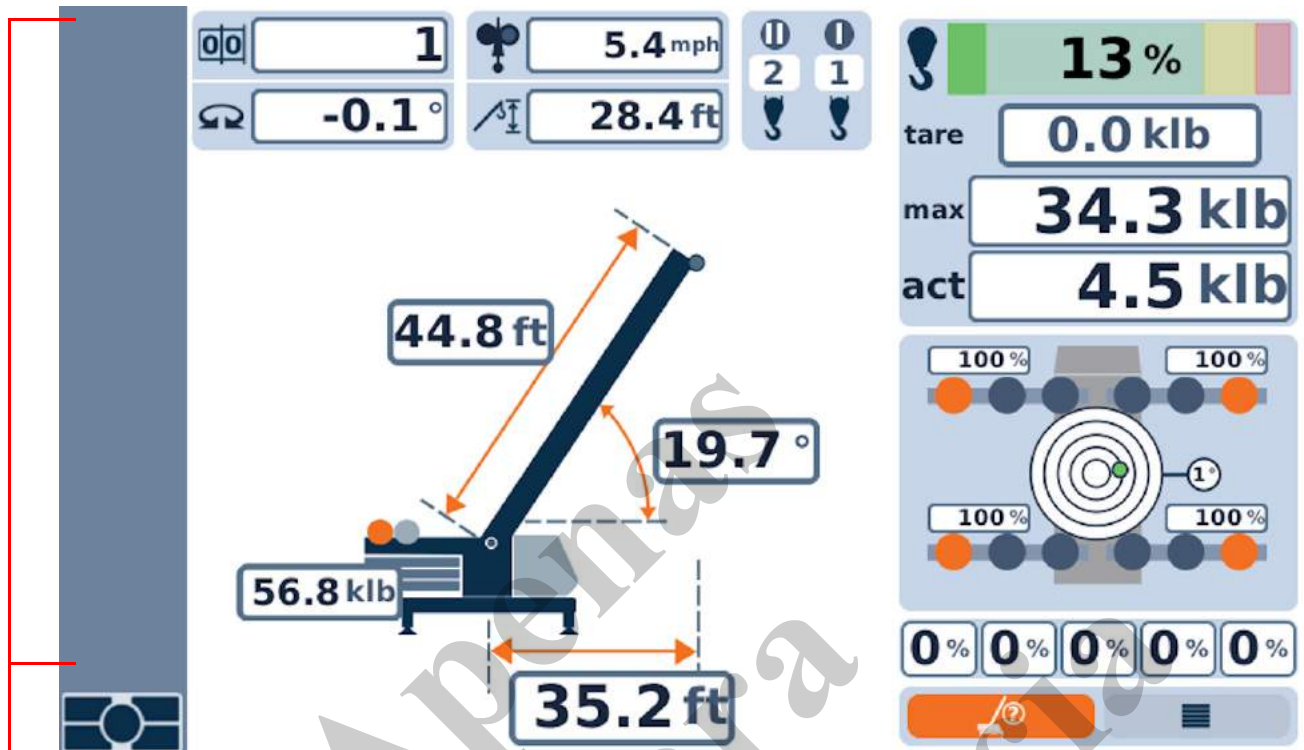 00 1
5.4 mph
2 1
-0.1 °
28.4 ft
13 %
tare 0.0 klb
max 34.3 klb
act 4.5 klb
44.8 ft
19.7 °
56.8 klb
35.2 ft
100 % 100 %
1°
100 % 100 %
0 % 0 % 0 % 0 % 0 %
?
Apenas